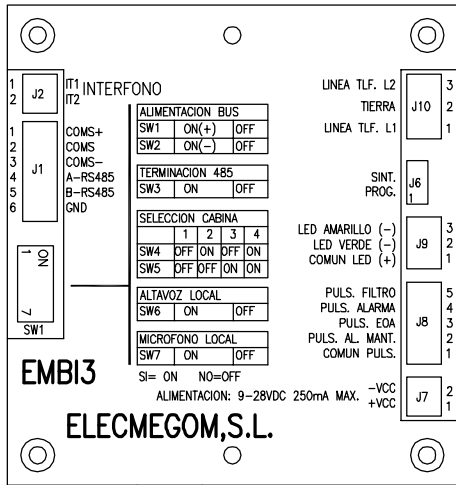 1 IT1 INTERFONO
J2
2 IT2
1 COMS+
2 COMS
3 COMS-
J1
4 A-RS485
5 B-RS485
6 GND
ON
1
7
SW1
ALIMENTACION BUS
SW1 ON(+) OFF
SW2 ON(-) OFF
TERMINACION 485
SW3 ON OFF
SELECCION CABINA
1 2 3 4
SW4 OFF ON OFF ON
SW5 OFF OFF ON ON
ALTAVOZ LOCAL
SW6 ON OFF
MICROFONO LOCAL
SW7 ON OFF
SI= ON NO=OFF
LINEA TLF. L2 3
TIERRA J10 2
LINEA TLF. L1 1
SINT. J6
PROG. 1
LED AMARILLO (-) 3
LED VERDE (-) J9 2
COMUN LED (+) 1
PULS. FILTRO 5
PULS. ALARMA 4
PULS. EOA J8 3
PULS. AL. MANT. 2
COMUN PULS. 1
ALIMENTACION: 9-28VDC 250mA MAX. -VCC J7 2
+VCC 1
EMBI3
ELECMEGOM,S.L.